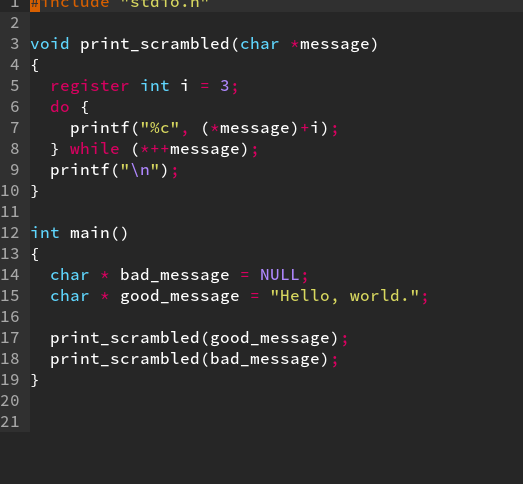 1 #include "stdio.h"
2
3 void print_scrambled(char *message)
4 {
5   register int i = 3;
6   do {
7     printf("%c", (*message)+i);
8   } while (*++message);
9   printf("\n");
10 }
11
12 int main()
13 {
14   char * bad_message = NULL;
15   char * good_message = "Hello, world.";
16
17   print_scrambled(good_message);
18   print_scrambled(bad_message);
19 }
20
21